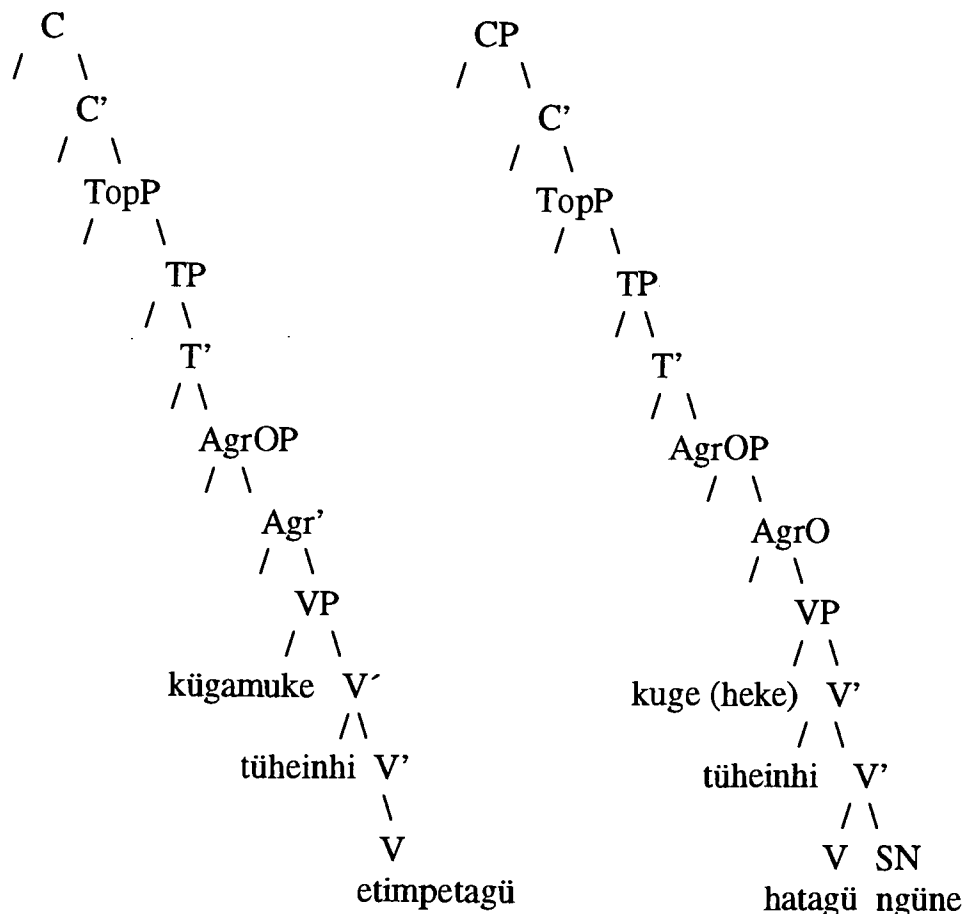 C
C'
TopP
TP
T'
AgrOP
Agr'
VP
kügamuke V´
tüheinhi V'
V
etimpetagü
CP
C'
TopP
TP
T'
AgrOP
AgrO
VP
kuge (heke) V'
tüheinhi V'
V SN
hatagü ngüne